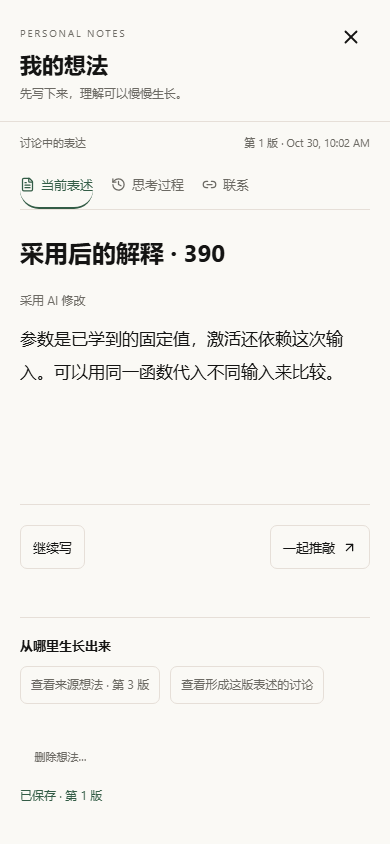 PERSONAL NOTES
我的想法
先写下来，理解可以慢慢生长。
讨论中的表达
第 1 版 · Oct 30, 10:02 AM
当前表述
思考过程
联系
采用后的解释 · 390
采用 AI 修改
参数是已学到的固定值，激活还依赖这次输
入。可以用同一函数代入不同输入来比较。
继续写
一起推敲
从哪里生长出来
查看来源想法 · 第 3 版
查看形成这版表述的讨论
删除想法...
已保存 · 第 1 版